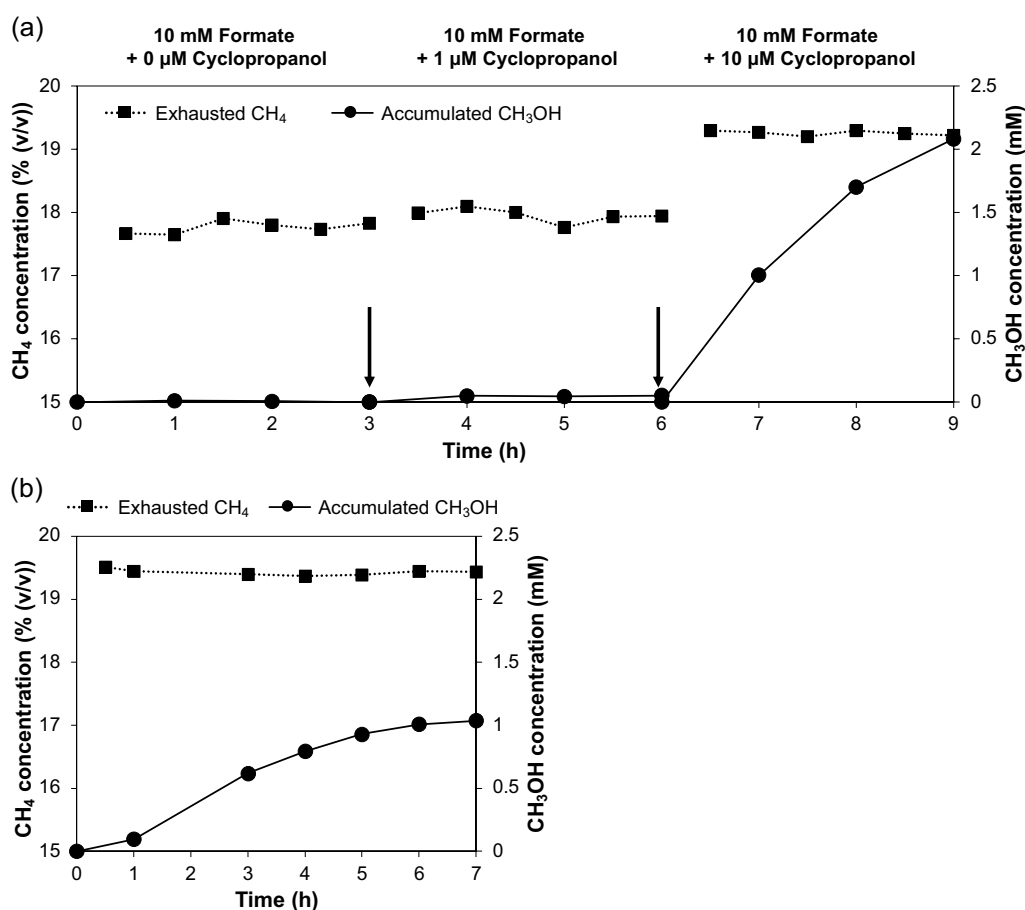 (a)
10 mM Formate
+ 0 µM Cyclopropanol
10 mM Formate
+ 1 µM Cyclopropanol
10 mM Formate
+ 10 µM Cyclopropanol
Exhausted CH₄
Accumulated CH₃OH
CH₄ concentration (% (v/v))
20
19
18
17
16
15
2.5
2
1.5
1
0.5
0
CH₃OH concentration (mM)
0 1 2 3 4 5 6 7 8 9
Time (h)
(b)
Exhausted CH₄
Accumulated CH₃OH
CH₄ concentration (% (v/v))
20
19
18
17
16
15
2.5
2
1.5
1
0.5
0
CH₃OH concentration (mM)
0 1 2 3 4 5 6 7
Time (h)